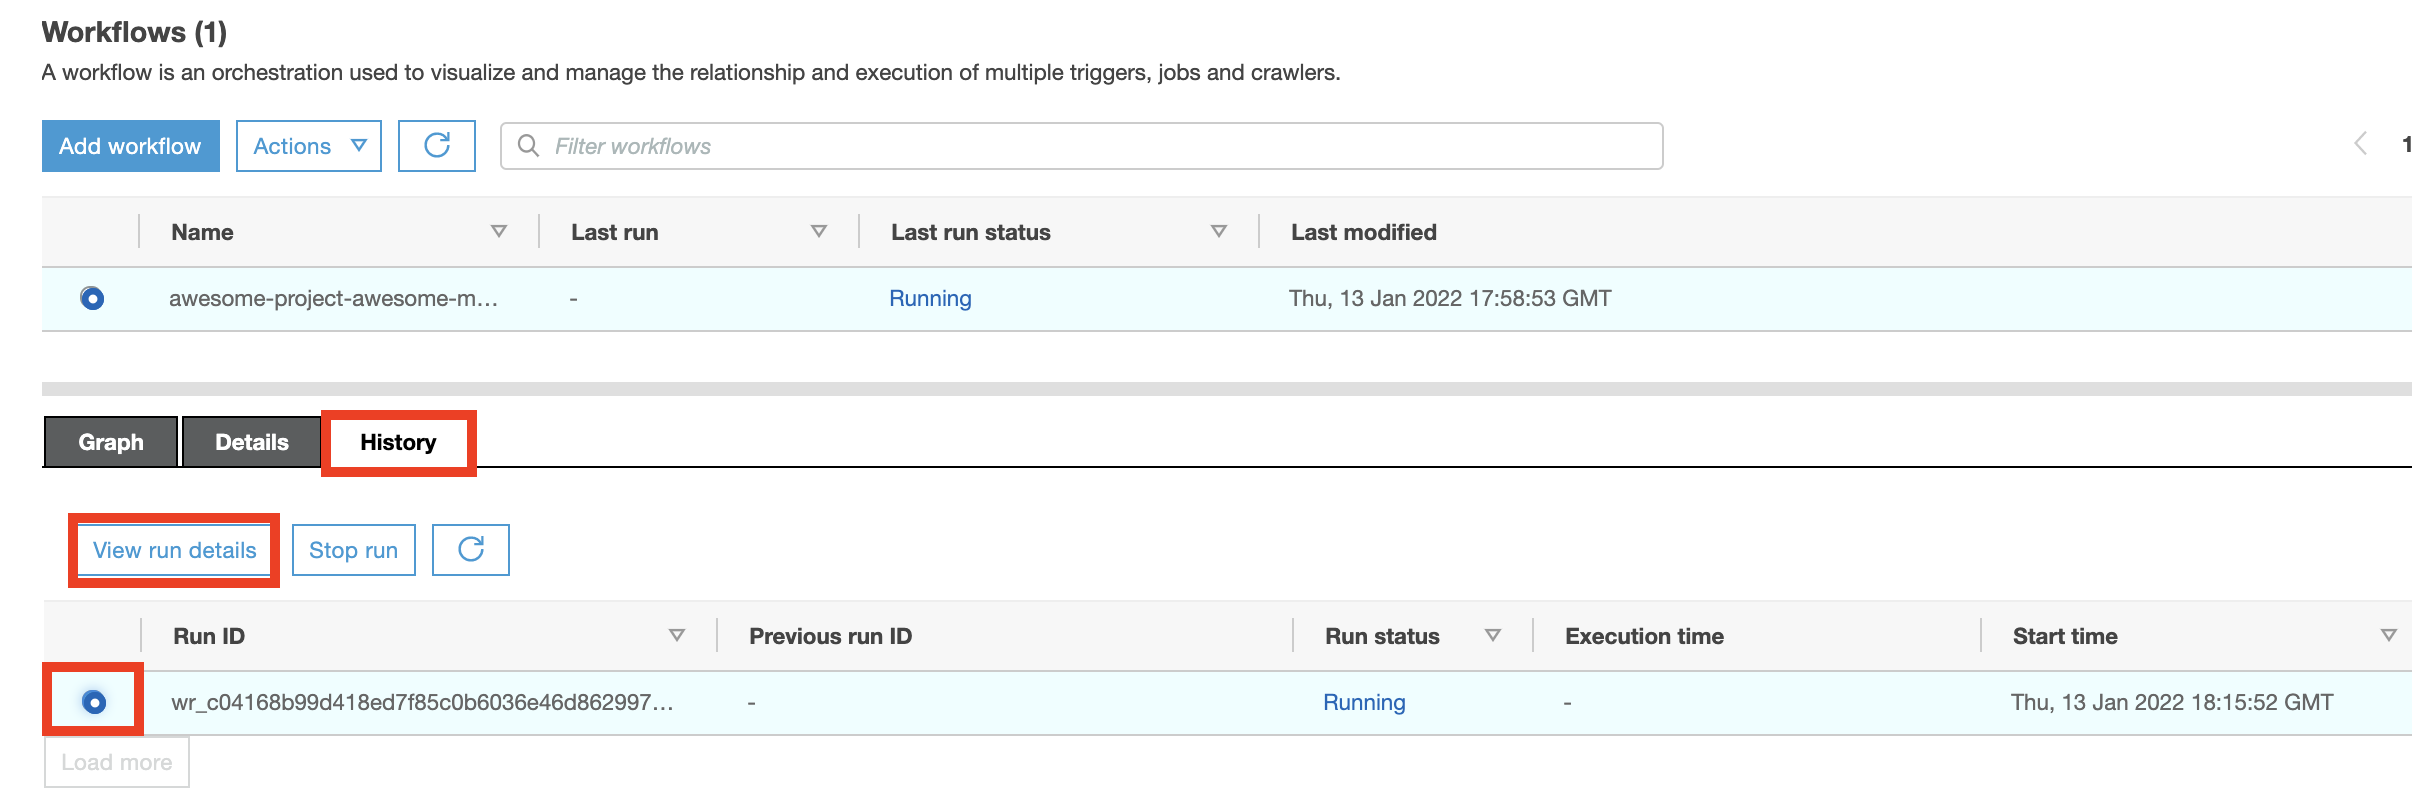 Workflows (1)
A workflow is an orchestration used to visualize and manage the relationship and execution of multiple triggers, jobs and crawlers.
Add workflow Actions Filter workflows 1
Name Last run Last run status Last modified
awesome-project-awesome-m... - Running Thu, 13 Jan 2022 17:58:53 GMT
Graph Details History
View run details Stop run
Run ID Previous run ID Run status Execution time Start time
wr_c04168b99d418ed7f85c0b6036e46d862997... - Running - Thu, 13 Jan 2022 18:15:52 GMT
Load more